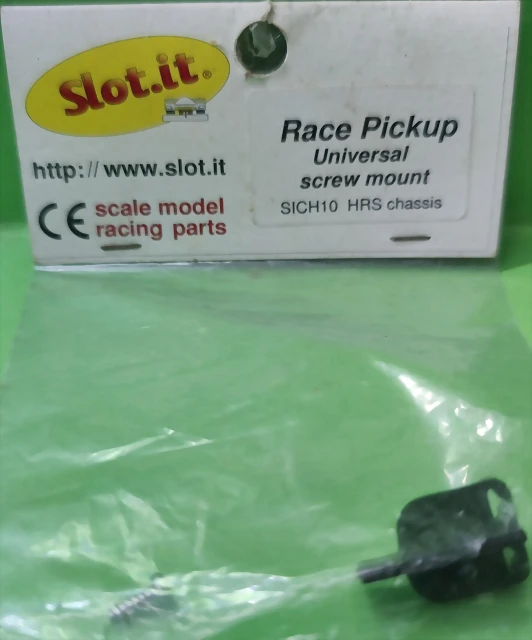 Slot.it®
http://www.slot.it
CE scale model
racing parts
Race Pickup
Universal
screw mount
SICH10 HRS chassis